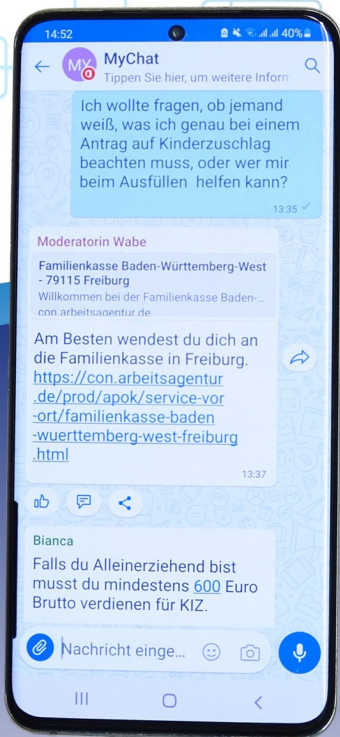 14:52
40%
MY
MyChat
Tippen Sie hier, um weitere Inform
Ich wollte fragen, ob jemand
weiß, was ich genau bei einem
Antrag auf Kinderzuschlag
beachten muss, oder wer mir
beim Ausfüllen helfen kann?
13:35
Moderatorin Wabe
Familienkasse Baden-Württemberg-West
- 79115 Freiburg
Willkommen bei der Familienkasse Baden-...
con.arbeitsagentur.de
Am Besten wendest du dich an
die Familienkasse in Freiburg.
https://con.arbeitsagentur
.de/prod/apok/service-vor
-ort/familienkasse-baden
-wuerttemberg-west-freiburg
.html
13:37
Bianca
Falls du Alleinerziehend bist
musst du mindestens 600 Euro
Brutto verdienen für KIZ.
Nachricht einge...